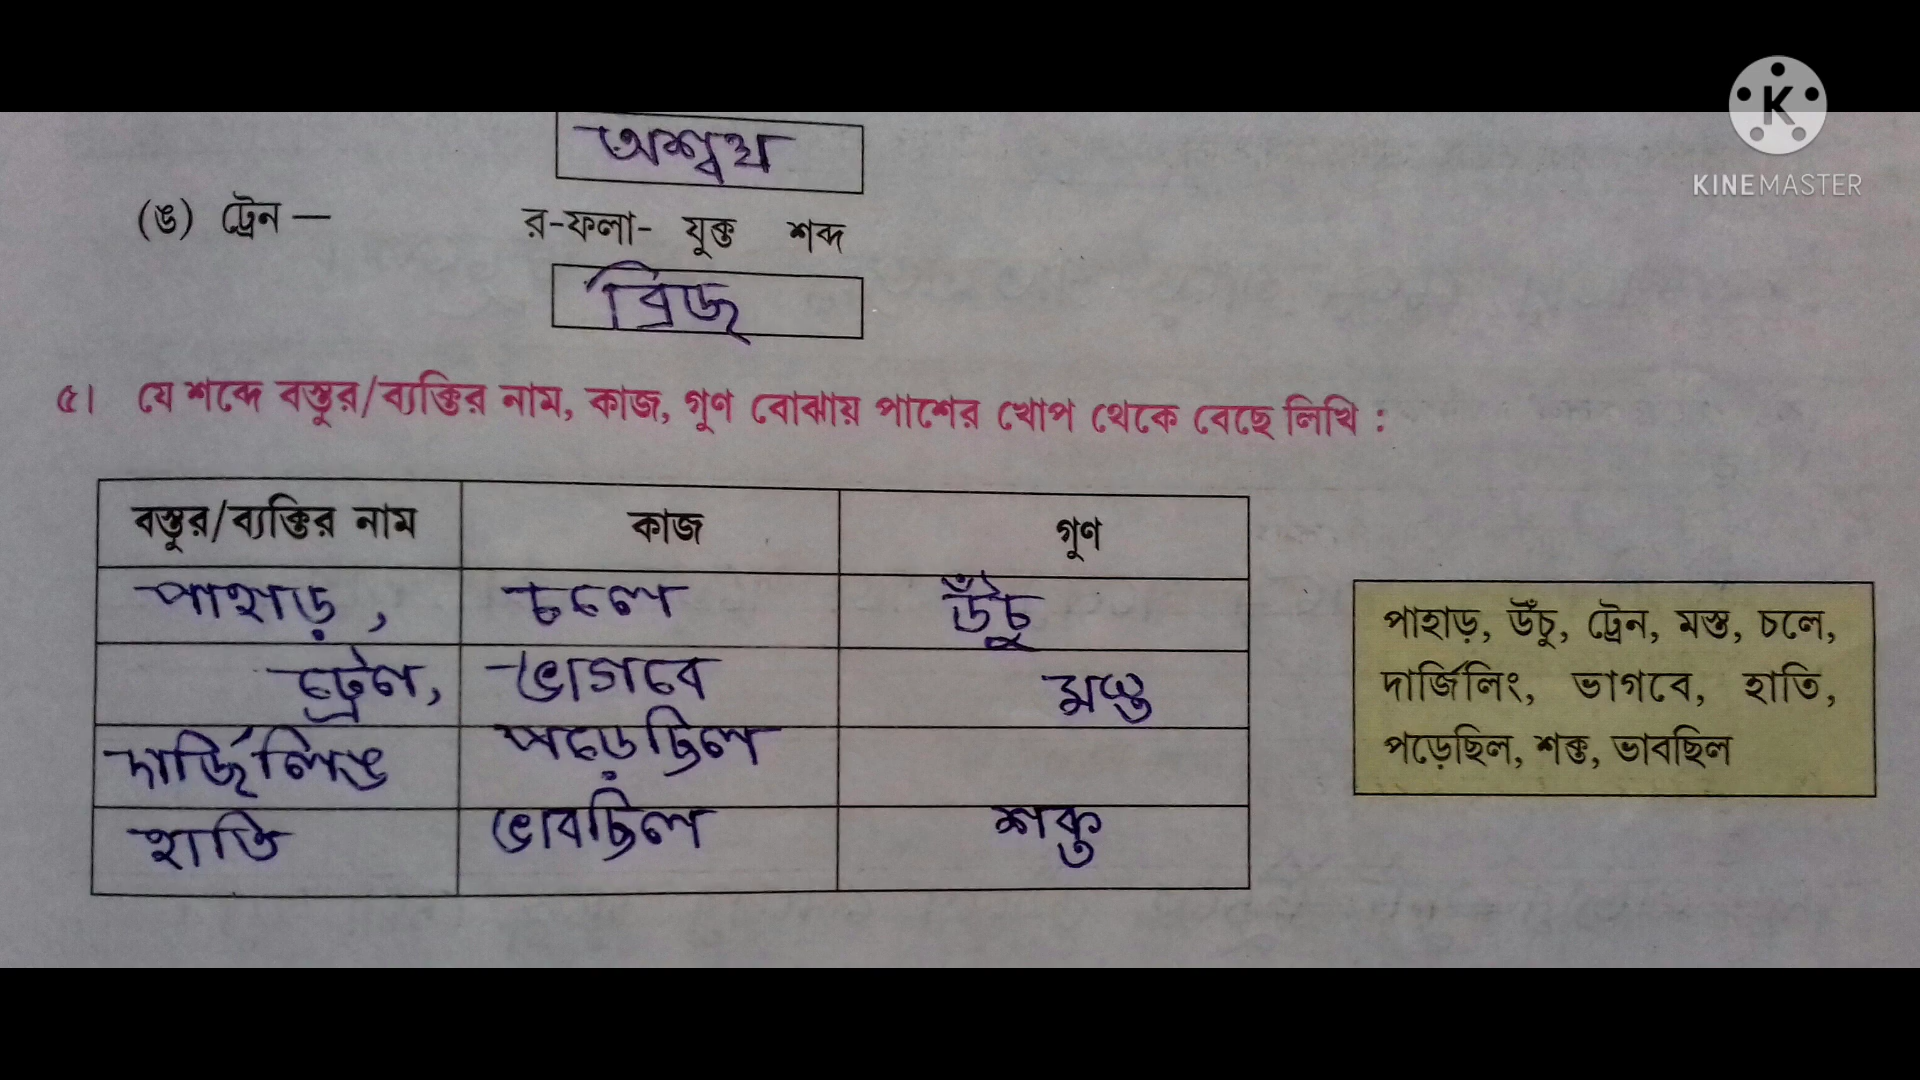 KINEMASTER
অশ্বত্থ
(ঙ) ট্রেন — র-ফলা- যুক্ত শব্দ
ব্রিজ
৫। যে শব্দে বস্তুর/ব্যক্তির নাম, কাজ, গুণ বোঝায় পাশের খোপ থেকে বেছে লিখি :
বস্তুর/ব্যক্তির নাম কাজ গুণ
পাহাড়, চলে উঁচু
ট্রেন, ভাগবে মস্ত
দার্জিলিঙ পড়েছিল
হাতি ভাবছিল শক্ত
পাহাড়, উঁচু, ট্রেন, মস্ত, চলে,
দার্জিলিং, ভাগবে, হাতি,
পড়েছিল, শক্ত, ভাবছিল